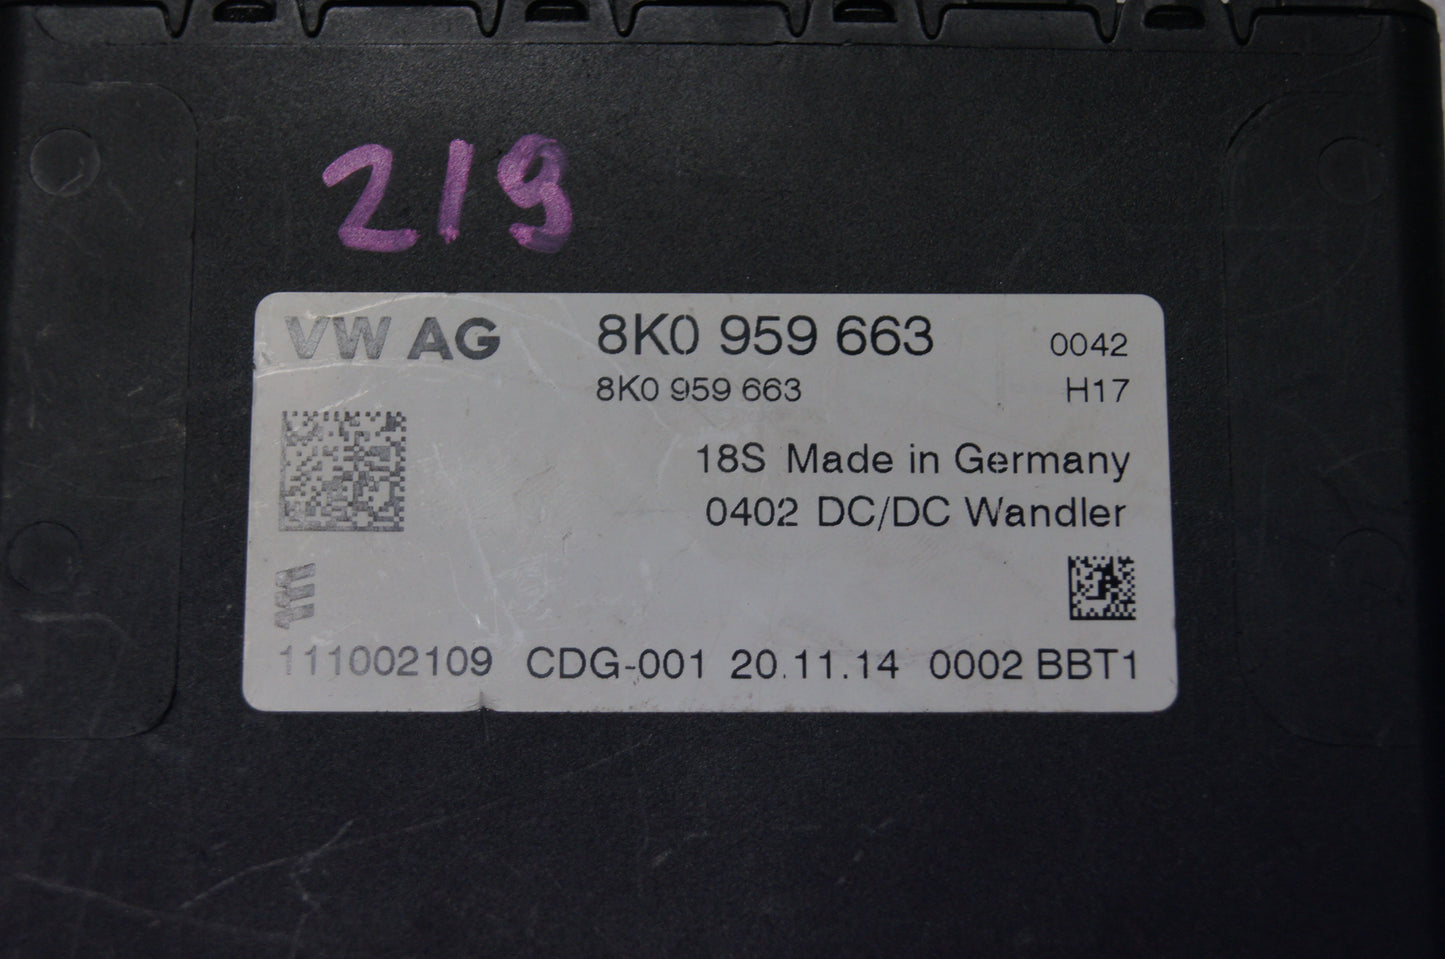 219
VW AG 8K0 959 663 0042
8K0 959 663 H17
18S Made in Germany
0402 DC/DC Wandler
111002109 CDG-001 20.11.14 0002 BBT1